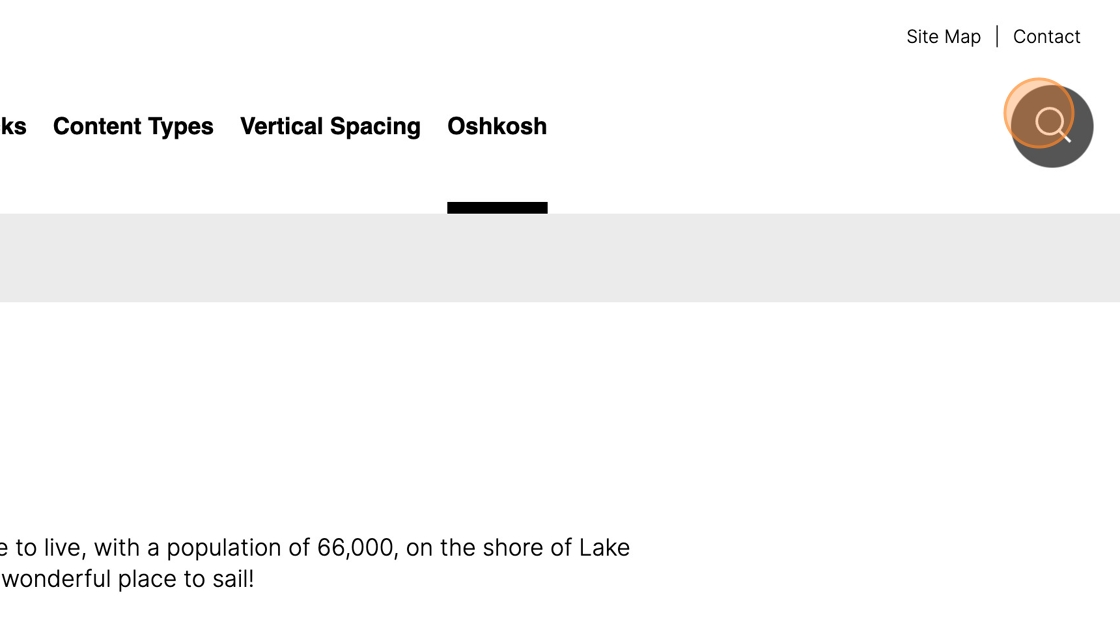 Site Map | Contact
Content Types Vertical Spacing Oshkosh
to live, with a population of 66,000, on the shore of Lake
wonderful place to sail!